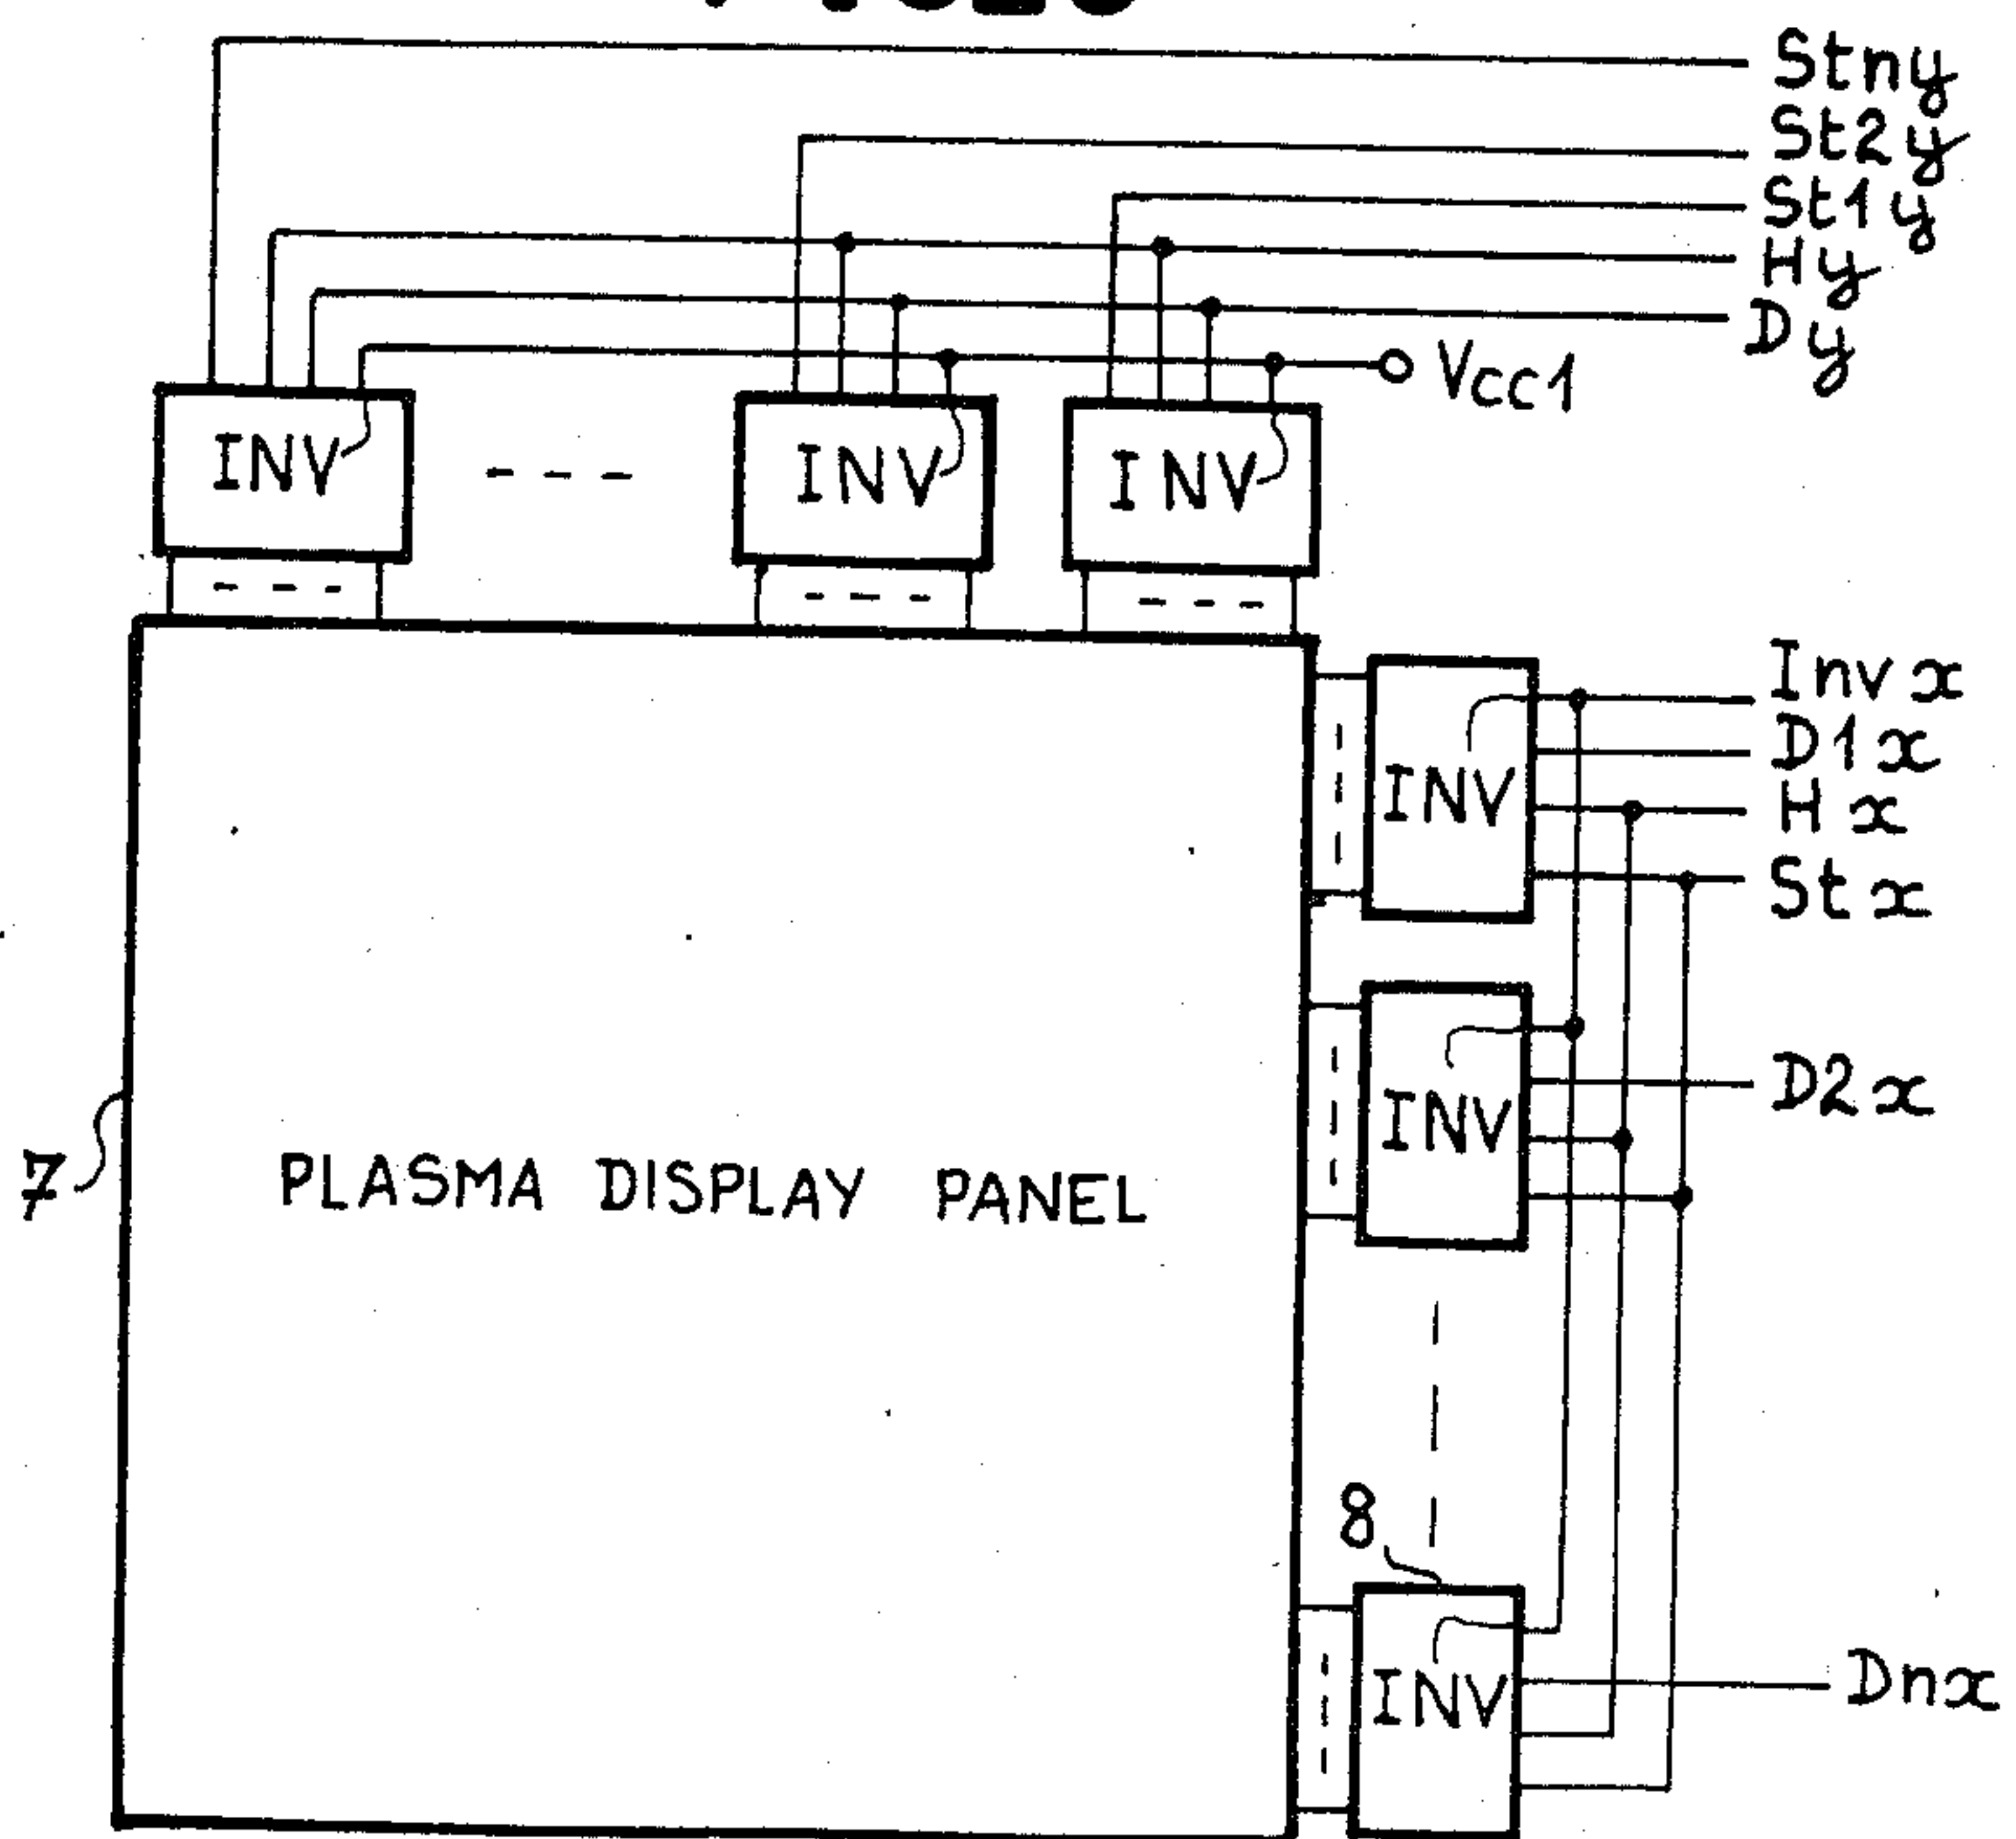 Stny
St2y
St1y
Hy
Dy
Vcc1
INV
INV
INV
Invx
D1x
Hx
Stx
INV
D2x
INV
7
PLASMA DISPLAY PANEL
8
INV
Dnx